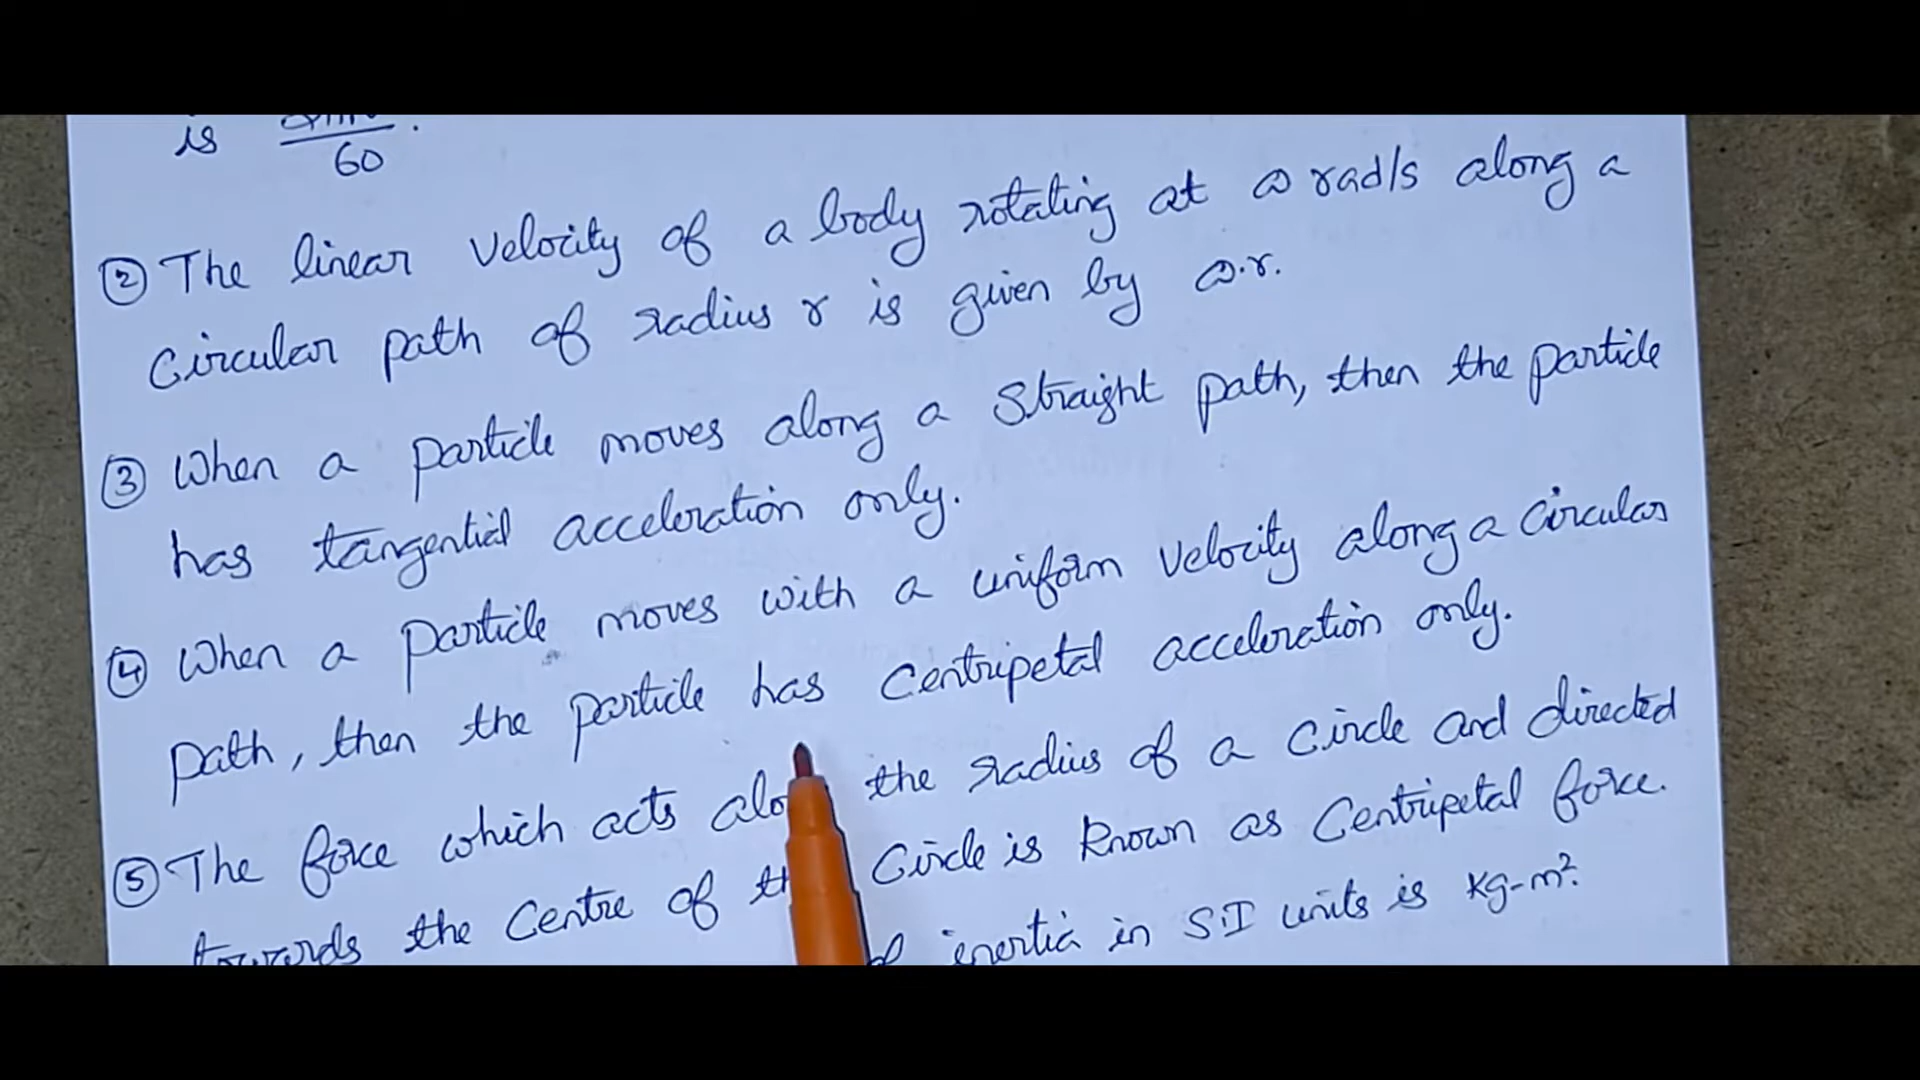 is 60.
② The linear velocity of a body rotating at ω rad/s along a
circular path of radius r is given by ω.r.
③ When a particle moves along a straight path, then the particle
has tangential acceleration only.
④ When a particle moves with a uniform velocity along a circular
path, then the particle has centripetal acceleration only.
⑤ The force which acts the radius of a circle and directed
towards the centre of circle is known as centripetal force.
inertia in S.I units is kg-m².